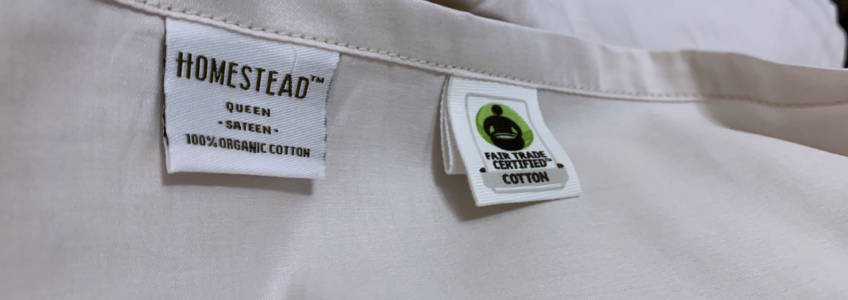 HOMESTEAD™
QUEEN
- SATEEN -
100% ORGANIC COTTON
FAIR TRADE
CERTIFIED™
COTTON